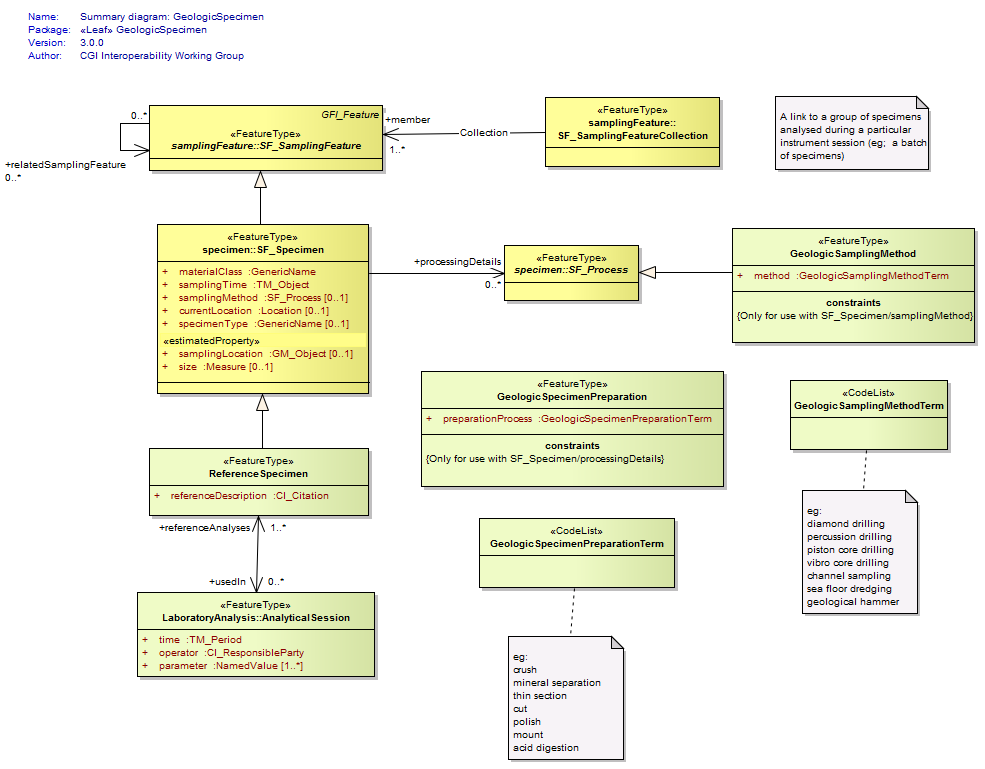 Name: Summary diagram: GeologicSpecimen
Package: «Leaf» GeologicSpecimen
Version: 3.0.0
Author: CGI Interoperability Working Group
GFI_Feature
«FeatureType»
samplingFeature::SF_SamplingFeature
0..*
+relatedSamplingFeature
0..*
+member
1..*
Collection
«FeatureType»
samplingFeature::
SF_SamplingFeatureCollection
A link to a group of specimens
analysed during a particular
instrument session (eg; a batch
of specimens)
«FeatureType»
specimen::SF_Specimen
+ materialClass :GenericName
+ samplingTime :TM_Object
+ samplingMethod :SF_Process [0..1]
+ currentLocation :Location [0..1]
+ specimenType :GenericName [0..1]
«estimatedProperty»
+ samplingLocation :GM_Object [0..1]
+ size :Measure [0..1]
+processingDetails
0..*
«FeatureType»
specimen::SF_Process
«FeatureType»
GeologicSamplingMethod
+ method :GeologicSamplingMethodTerm
constraints
{Only for use with SF_Specimen/samplingMethod}
«FeatureType»
GeologicSpecimenPreparation
+ preparationProcess :GeologicSpecimenPreparationTerm
constraints
{Only for use with SF_Specimen/processingDetails}
«CodeList»
GeologicSamplingMethodTerm
«FeatureType»
ReferenceSpecimen
+ referenceDescription :CI_Citation
+referenceAnalyses
1..*
+usedIn
0..*
«CodeList»
GeologicSpecimenPreparationTerm
eg:
diamond drilling
percussion drilling
piston core drilling
vibro core drilling
channel sampling
sea floor dredging
geological hammer
«FeatureType»
LaboratoryAnalysis::AnalyticalSession
+ time :TM_Period
+ operator :CI_ResponsibleParty
+ parameter :NamedValue [1..*]
eg:
crush
mineral separation
thin section
cut
polish
mount
acid digestion